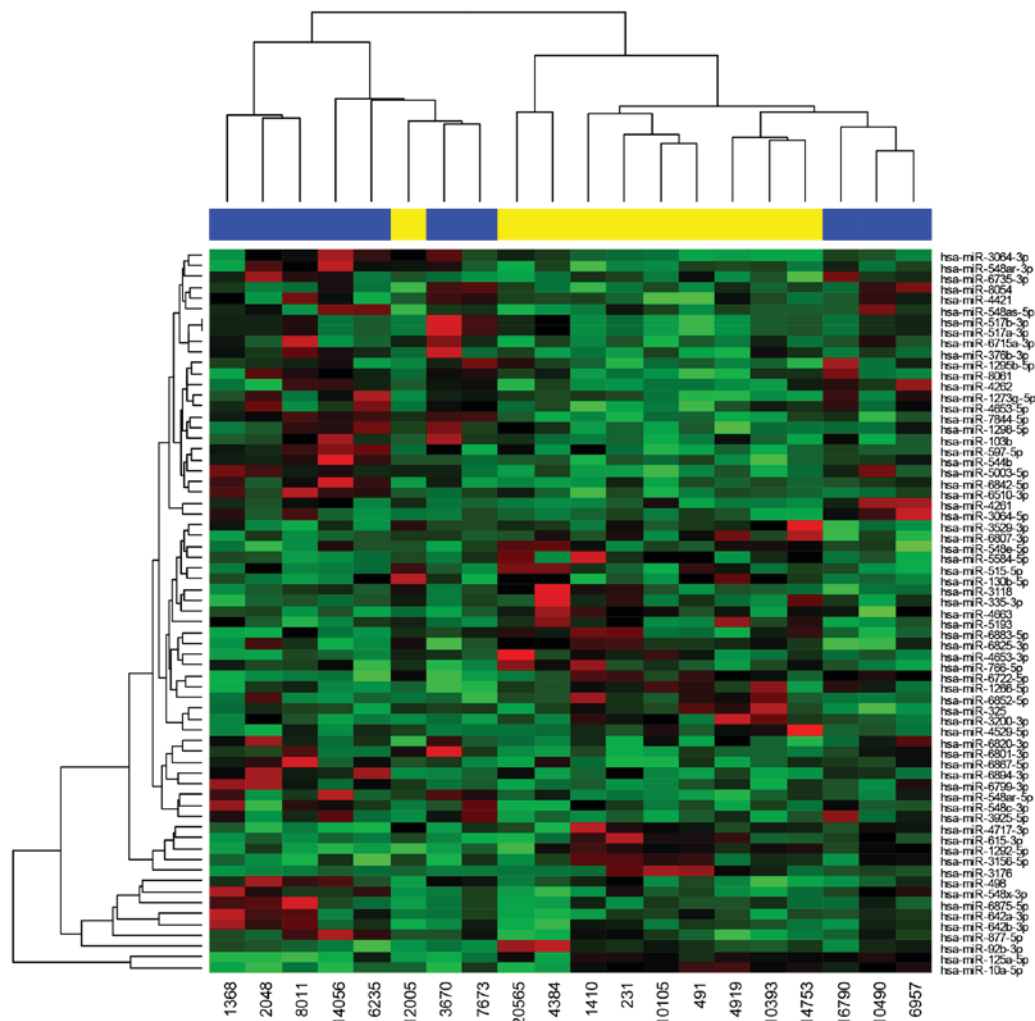 hsa-miR-3064-3p
hsa-miR-548ar-3p
hsa-miR-6735-3p
hsa-miR-8054
hsa-miR-4421
hsa-miR-548as-5p
hsa-miR-517b-3p
hsa-miR-517a-3p
hsa-miR-6715a-3p
hsa-miR-376b-3p
hsa-miR-1295b-5p
hsa-miR-8061
hsa-miR-4262
hsa-miR-1273g-5p
hsa-miR-4653-5p
hsa-miR-7844-5p
hsa-miR-1298-5p
hsa-miR-103b
hsa-miR-597-5p
hsa-miR-544b
hsa-miR-5003-5p
hsa-miR-6842-5p
hsa-miR-6510-3p
hsa-miR-4261
hsa-miR-3064-5p
hsa-miR-3529-3p
hsa-miR-6807-3p
hsa-miR-548e-5p
hsa-miR-5584-5p
hsa-miR-515-5p
hsa-miR-130b-5p
hsa-miR-3118
hsa-miR-335-3p
hsa-miR-4663
hsa-miR-5193
hsa-miR-6883-5p
hsa-miR-6825-3p
hsa-miR-4653-3p
hsa-miR-766-5p
hsa-miR-6722-5p
hsa-miR-1266-5p
hsa-miR-6852-5p
hsa-miR-325
hsa-miR-3200-3p
hsa-miR-4529-5p
hsa-miR-6820-3p
hsa-miR-6801-3p
hsa-miR-6867-5p
hsa-miR-6894-3p
hsa-miR-6799-3p
hsa-miR-548ar-5p
hsa-miR-548c-3p
hsa-miR-3925-5p
hsa-miR-4717-3p
hsa-miR-615-3p
hsa-miR-1292-5p
hsa-miR-3156-5p
hsa-miR-3176
hsa-miR-498
hsa-miR-548x-3p
hsa-miR-6875-5p
hsa-miR-642a-3p
hsa-miR-642b-3p
hsa-miR-877-5p
hsa-miR-92b-3p
hsa-miR-125a-5p
hsa-miR-10a-5p
1368
2048
8011
14056
6235
12005
3670
7673
20565
4384
1410
231
10105
491
4919
10393
14753
16790
10490
6957